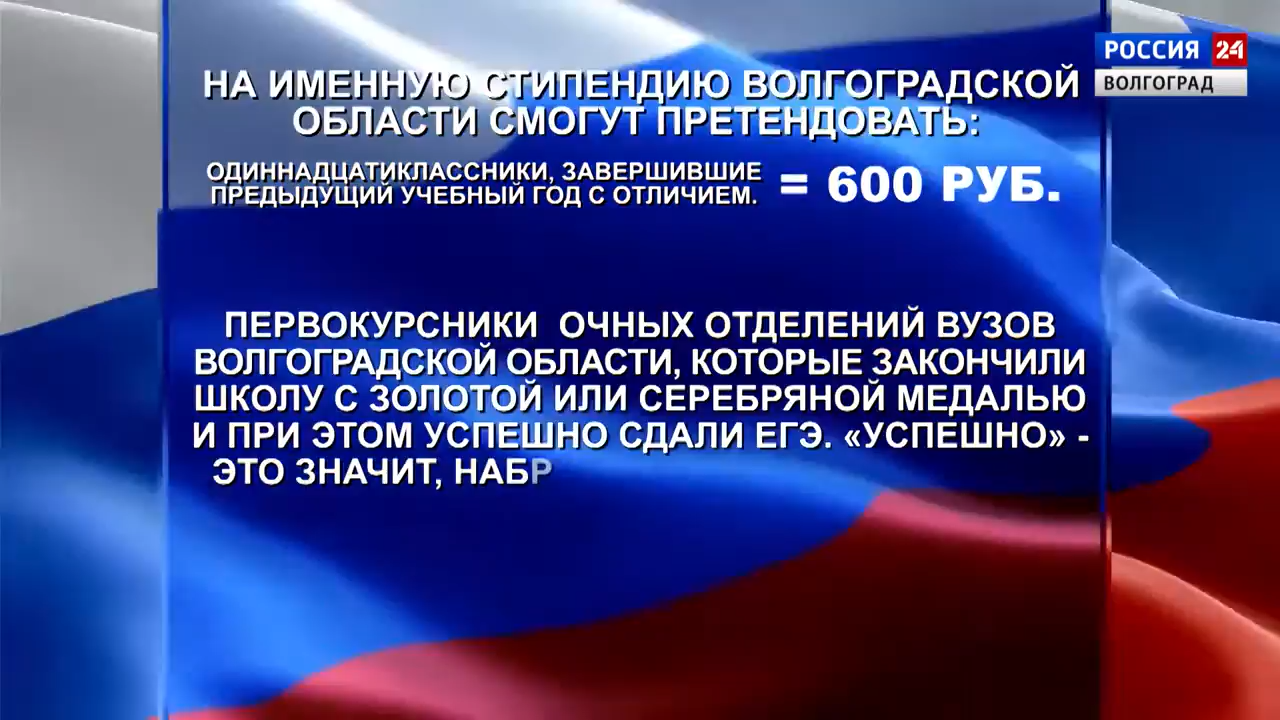 РОССИЯ 24
ВОЛГОГРАД
НА ИМЕННУЮ СТИПЕНДИЮ ВОЛГОГРАДСКОЙ
ОБЛАСТИ СМОГУТ ПРЕТЕНДОВАТЬ:
ОДИННАДЦАТИКЛАССНИКИ, ЗАВЕРШИВШИЕ
ПРЕДЫДУЩИЙ УЧЕБНЫЙ ГОД С ОТЛИЧИЕМ.
= 600 РУБ.
ПЕРВОКУРСНИКИ ОЧНЫХ ОТДЕЛЕНИЙ ВУЗОВ
ВОЛГОГРАДСКОЙ ОБЛАСТИ, КОТОРЫЕ ЗАКОНЧИЛИ
ШКОЛУ С ЗОЛОТОЙ ИЛИ СЕРЕБРЯНОЙ МЕДАЛЬЮ
И ПРИ ЭТОМ УСПЕШНО СДАЛИ ЕГЭ. «УСПЕШНО» -
ЭТО ЗНАЧИТ, НАБР